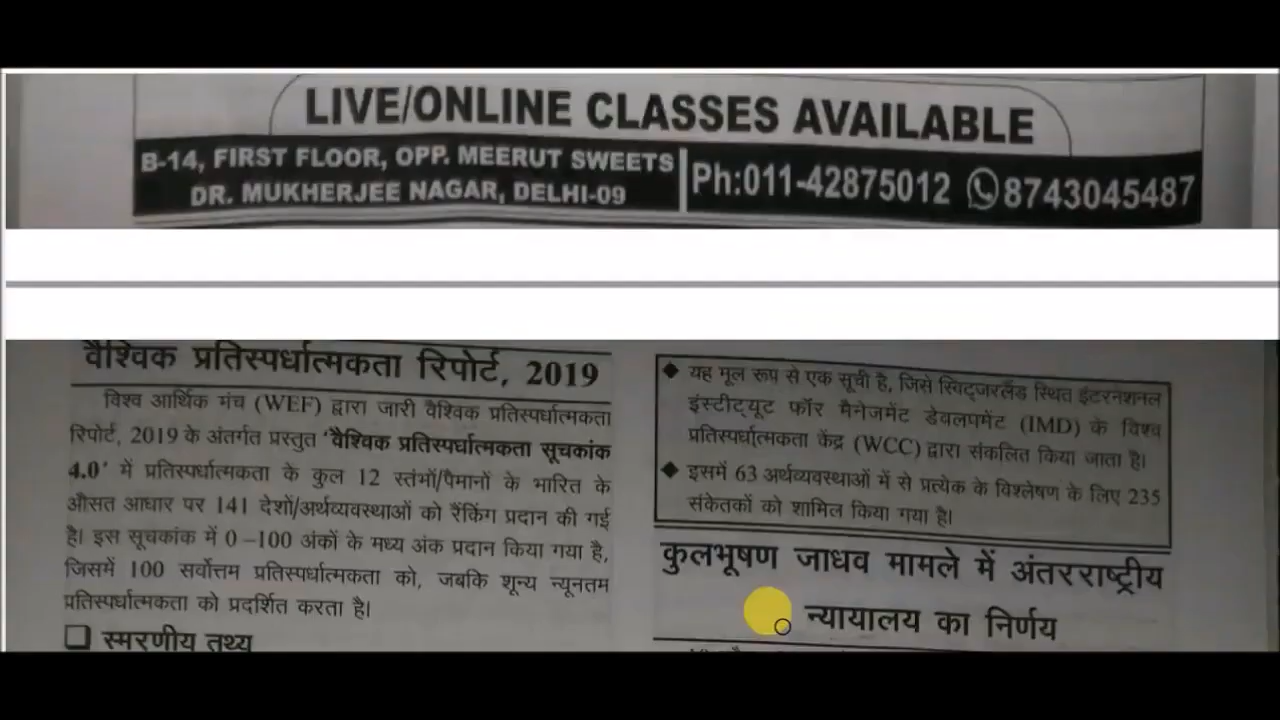 LIVE/ONLINE CLASSES AVAILABLE
B-14, FIRST FLOOR, OPP. MEERUT SWEETS
DR. MUKHERJEE NAGAR, DELHI-09
Ph:011-42875012 8743045487
वैश्विक प्रतिस्पर्धात्मकता रिपोर्ट, 2019
विश्व आर्थिक मंच (WEF) द्वारा जारी वैश्विक प्रतिस्पर्धात्मकता
रिपोर्ट, 2019 के अंतर्गत प्रस्तुत 'वैश्विक प्रतिस्पर्धात्मकता सूचकांक
4.0' में प्रतिस्पर्धात्मकता के कुल 12 स्तंभों/पैमानों के भारित के
औसत आधार पर 141 देशों/अर्थव्यवस्थाओं को रैंकिंग प्रदान की गई
है। इस सूचकांक में 0 –100 अंकों के मध्य अंक प्रदान किया गया है,
जिसमें 100 सर्वोत्तम प्रतिस्पर्धात्मकता को, जबकि शून्य न्यूनतम
प्रतिस्पर्धात्मकता को प्रदर्शित करता है।
❑ स्मरणीय तथ्य
◆ यह मूल रूप से एक सूची है, जिसे स्विट्जरलैंड स्थित इंटरनेशनल
इंस्टीट्यूट फॉर मैनेजमेंट डेवलपमेंट (IMD) के विश्व
प्रतिस्पर्धात्मकता केंद्र (WCC) द्वारा संकलित किया जाता है।
◆ इसमें 63 अर्थव्यवस्थाओं में से प्रत्येक के विश्लेषण के लिए 235
संकेतकों को शामिल किया गया है।
कुलभूषण जाधव मामले में अंतरराष्ट्रीय
न्यायालय का निर्णय